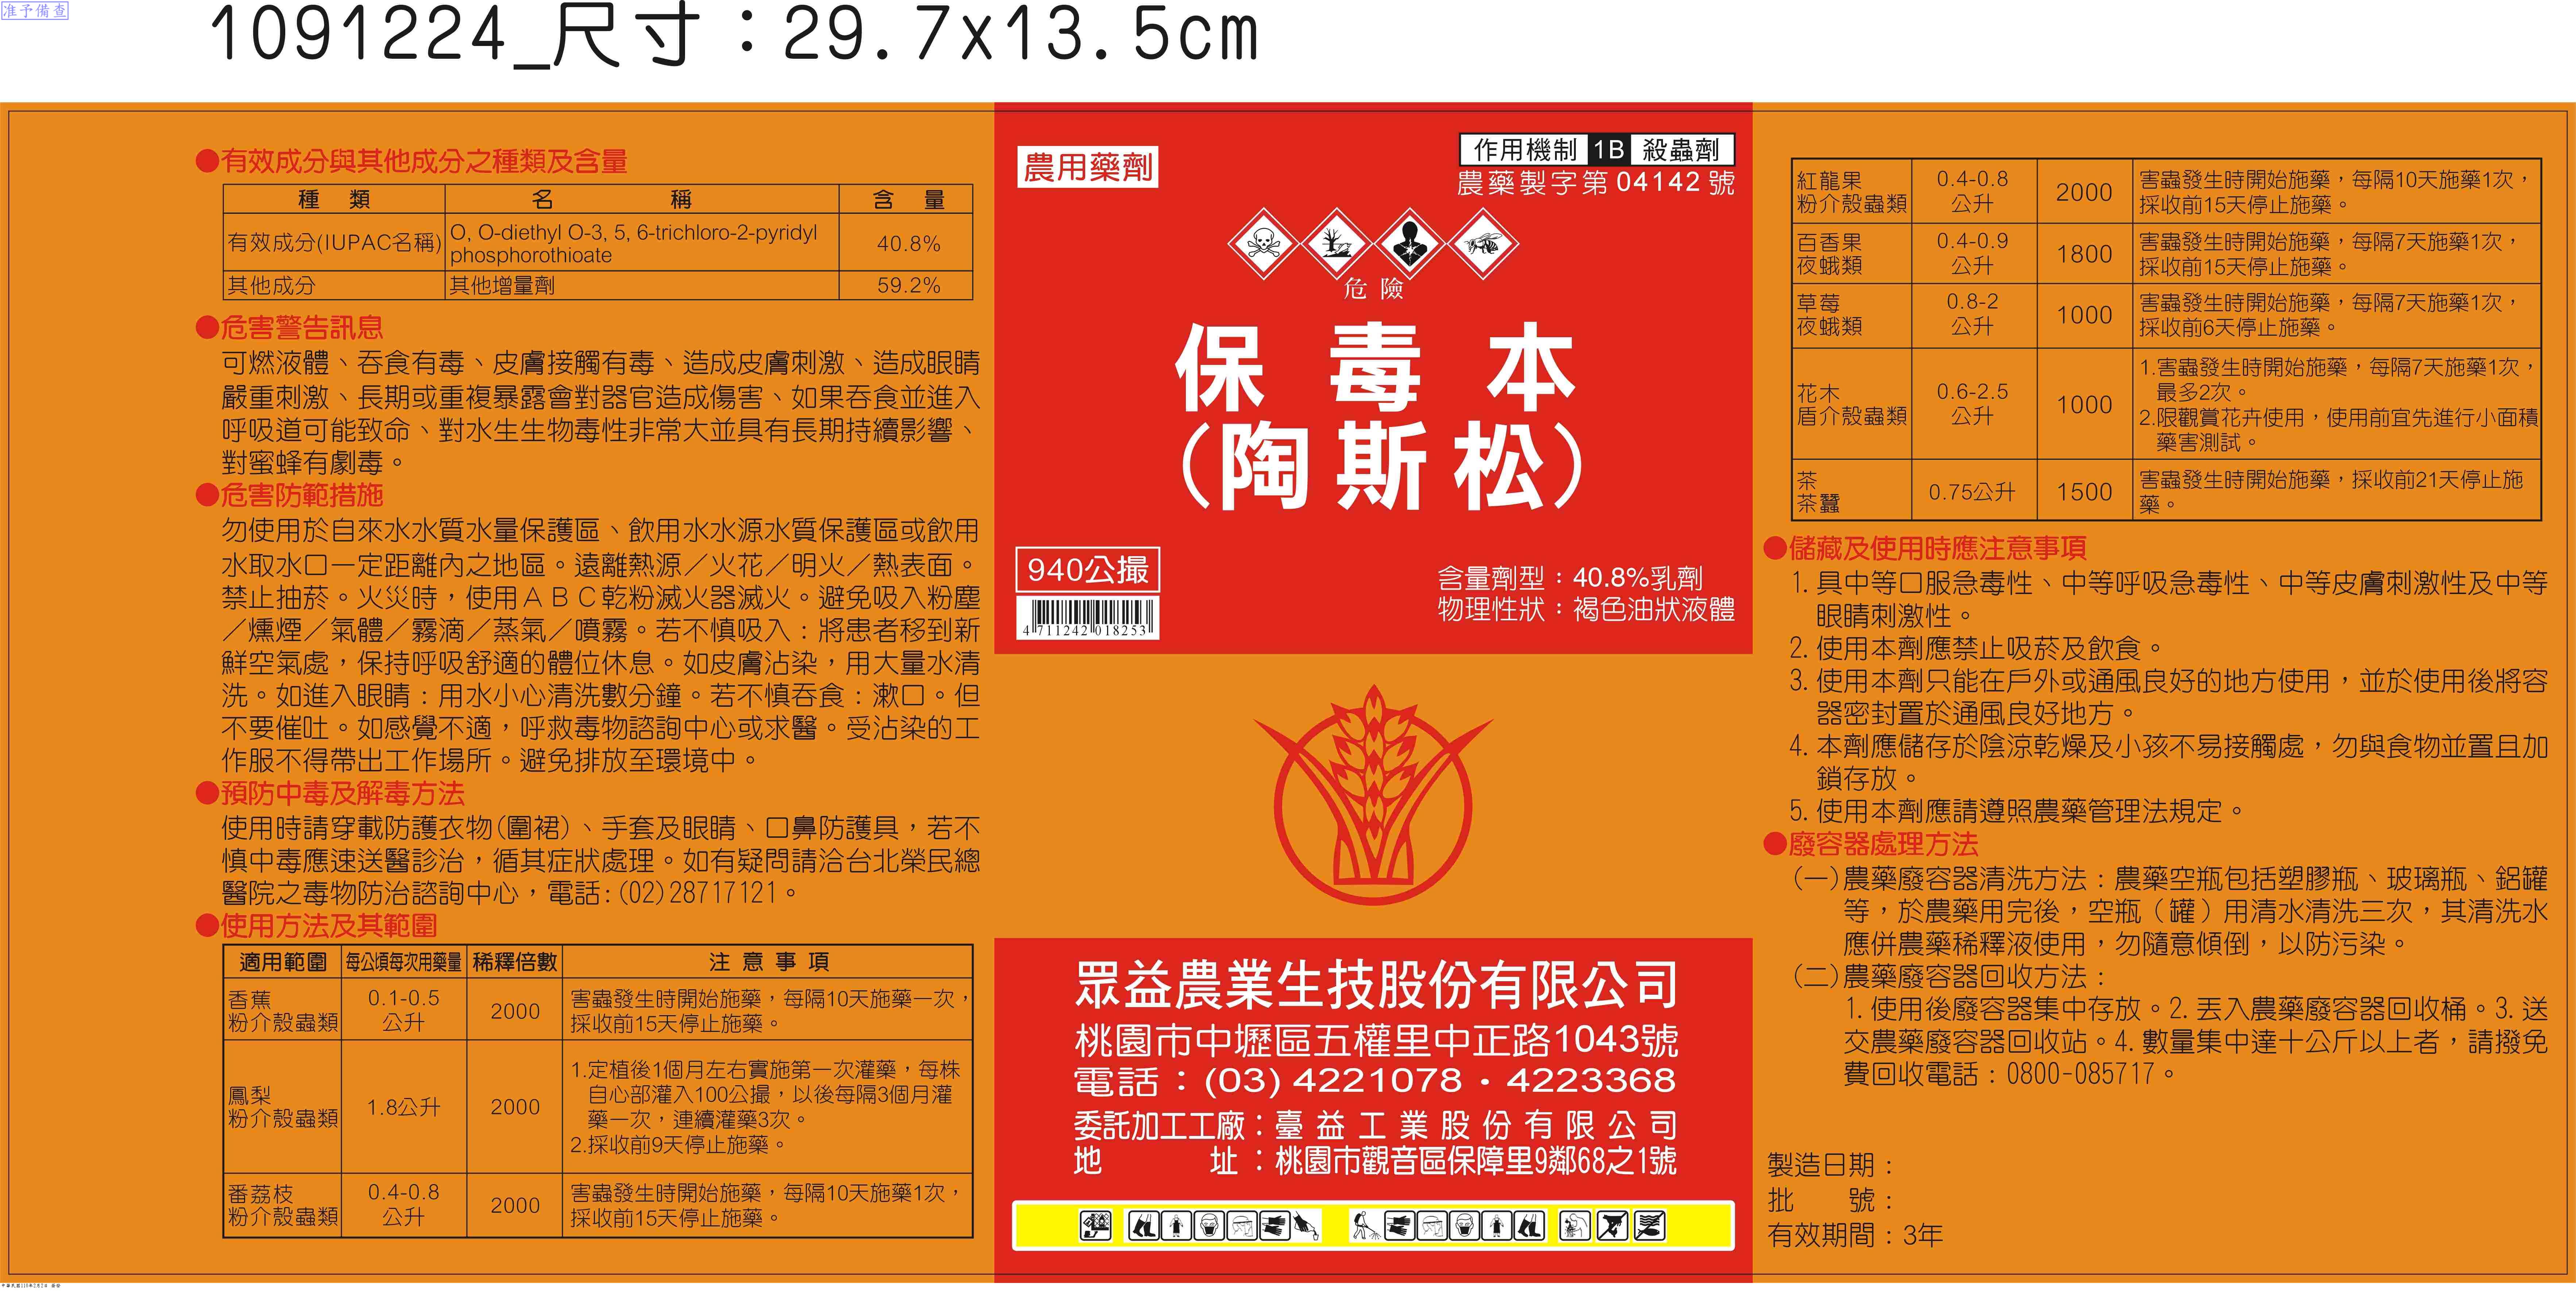 准予備查
1091224_尺寸：29.7x13.5cm
●有效成分與其他成分之種類及含量
種 類 名 稱 含 量
有效成分(IUPAC名稱) O, O-diethyl O-3, 5, 6-trichloro-2-pyridyl phosphorothioate 40.8%
其他成分 其他增量劑 59.2%
●危害警告訊息
可燃液體、吞食有毒、皮膚接觸有毒、造成皮膚刺激、造成眼睛
嚴重刺激、長期或重複暴露會對器官造成傷害、如果吞食並進入
呼吸道可能致命、對水生生物毒性非常大並具有長期持續影響、
對蜜蜂有劇毒。
●危害防範措施
勿使用於自來水水質水量保護區、飲用水水源水質保護區或飲用
水取水口一定距離內之地區。遠離熱源／火花／明火／熱表面。
禁止抽菸。火災時，使用ＡＢＣ乾粉滅火器滅火。避免吸入粉塵
／燻煙／氣體／霧滴／蒸氣／噴霧。若不慎吸入：將患者移到新
鮮空氣處，保持呼吸舒適的體位休息。如皮膚沾染，用大量水清
洗。如進入眼睛：用水小心清洗數分鐘。若不慎吞食：漱口。但
不要催吐。如感覺不適，呼救毒物諮詢中心或求醫。受沾染的工
作服不得帶出工作場所。避免排放至環境中。
●預防中毒及解毒方法
使用時請穿載防護衣物(圍裙)、手套及眼睛、口鼻防護具，若不
慎中毒應速送醫診治，循其症狀處理。如有疑問請洽台北榮民總
醫院之毒物防治諮詢中心，電話:(02)28717121。
●使用方法及其範圍
適用範圍 每公頃每次用藥量 稀釋倍數 注 意 事 項
香蕉
粉介殼蟲類 0.1-0.5
公升 2000 害蟲發生時開始施藥，每隔10天施藥一次，
採收前15天停止施藥。
鳳梨
粉介殼蟲類 1.8公升 2000 1.定植後1個月左右實施第一次灌藥，每株
自心部灌入100公撮，以後每隔3個月灌
藥一次，連續灌藥3次。
2.採收前9天停止施藥。
番荔枝
粉介殼蟲類 0.4-0.8
公升 2000 害蟲發生時開始施藥，每隔10天施藥1次，
採收前15天停止施藥。
農用藥劑
作用機制 1B 殺蟲劑
農藥製字第 04142 號
危險
保毒本
(陶斯松)
940公撮
4 711242 018253
含量劑型：40.8%乳劑
物理性狀：褐色油狀液體
眾益農業生技股份有限公司
桃園市中壢區五權里中正路1043號
電話：(03) 4221078・4223368
委託加工工廠：臺益工業股份有限公司
地 址：桃園市觀音區保障里9鄰68之1號
紅龍果
粉介殼蟲類 0.4-0.8
公升 2000 害蟲發生時開始施藥，每隔10天施藥1次，
採收前15天停止施藥。
百香果
夜蛾類 0.4-0.9
公升 1800 害蟲發生時開始施藥，每隔7天施藥1次，
採收前15天停止施藥。
草莓
夜蛾類 0.8-2
公升 1000 害蟲發生時開始施藥，每隔7天施藥1次，
採收前6天停止施藥。
花木
盾介殼蟲類 0.6-2.5
公升 1000 1.害蟲發生時開始施藥，每隔7天施藥1次，
最多2次。
2.限觀賞花卉使用，使用前宜先進行小面積
藥害測試。
茶
茶蠶 0.75公升 1500 害蟲發生時開始施藥，採收前21天停止施
藥。
●儲藏及使用時應注意事項
1. 具中等口服急毒性、中等呼吸急毒性、中等皮膚刺激性及中等
眼睛刺激性。
2. 使用本劑應禁止吸菸及飲食。
3. 使用本劑只能在戶外或通風良好的地方使用，並於使用後將容
器密封置於通風良好地方。
4. 本劑應儲存於陰涼乾燥及小孩不易接觸處，勿與食物並置且加
鎖存放。
5. 使用本劑應請遵照農藥管理法規定。
●廢容器處理方法
(一)農藥廢容器清洗方法：農藥空瓶包括塑膠瓶、玻璃瓶、鋁罐
等，於農藥用完後，空瓶（罐）用清水清洗三次，其清洗水
應併農藥稀釋液使用，勿隨意傾倒，以防污染。
(二)農藥廢容器回收方法：
1. 使用後廢容器集中存放。2. 丟入農藥廢容器回收桶。3. 送
交農藥廢容器回收站。4. 數量集中達十公斤以上者，請撥免
費回收電話：0800-085717。
製造日期：
批 號：
有效期間：3年